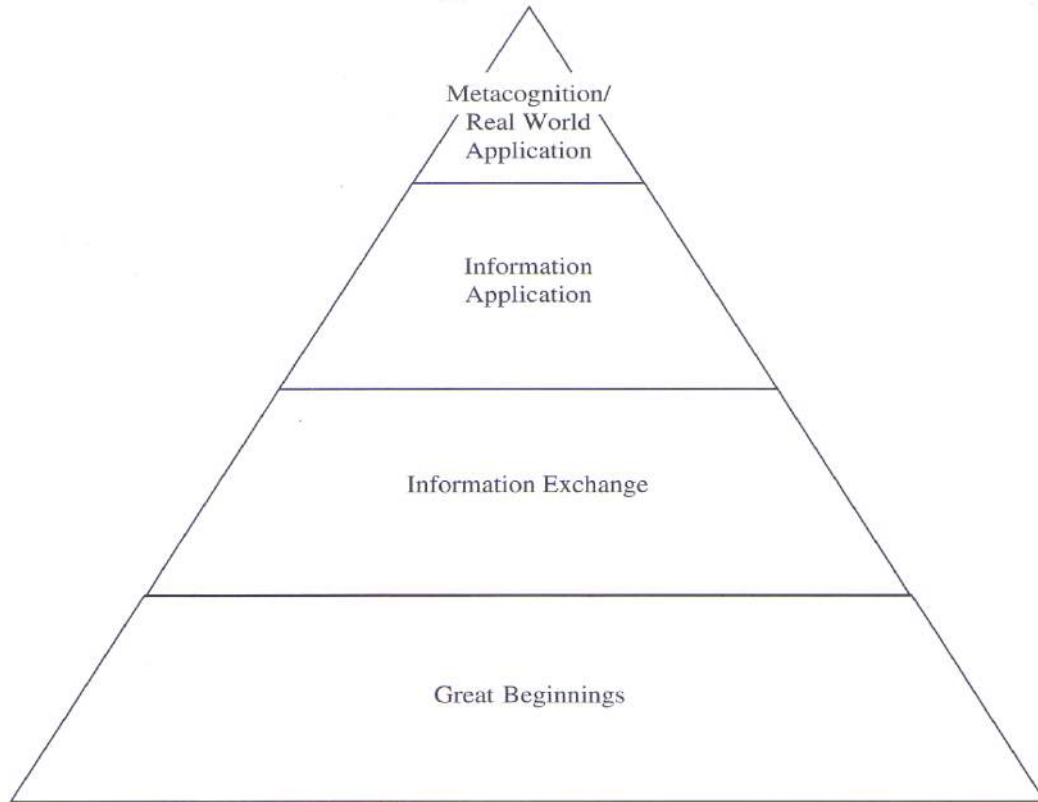 Metacognition/
Real World
Application
Information
Application
Information Exchange
Great Beginnings